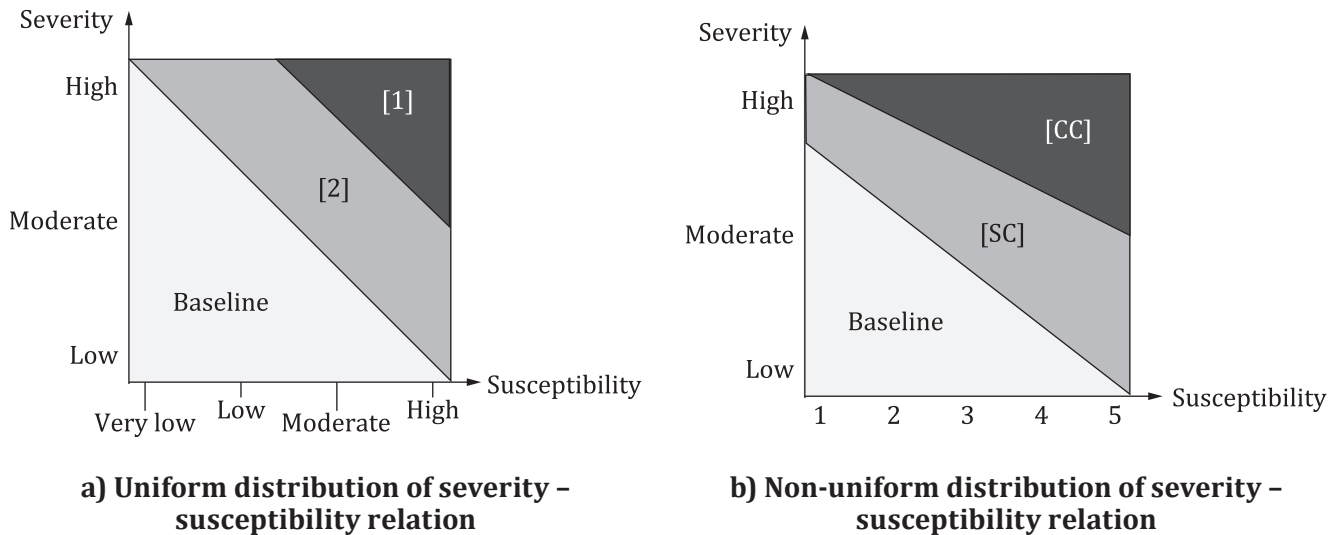 Severity
High
[1]
[2]
Moderate
Baseline
Low
Susceptibility
Very low
Low
Moderate
High
a) Uniform distribution of severity –
susceptibility relation
Severity
High
[CC]
Moderate
[SC]
Baseline
Low
Susceptibility
1 2 3 4 5
b) Non-uniform distribution of severity –
susceptibility relation